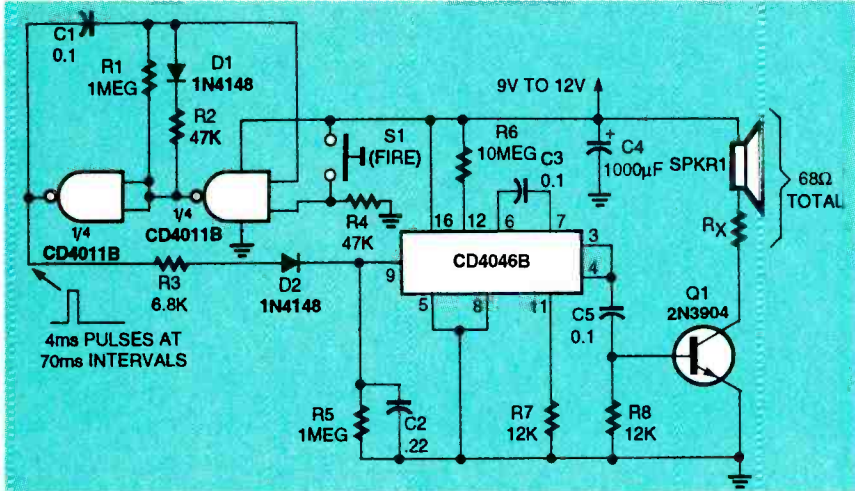 C1
0.1
R1
1MEG
D1
1N4148
R2
47K
9V TO 12V
S1
(FIRE)
R6
10MEG
C3
0.1
+
C4
1000µF
SPKR1
68Ω
TOTAL
RX
1/4
CD4011B
1/4
CD4011B
R4
47K
16
12
6
7
3
4
CD4046B
9
5
8
11
R3
6.8K
D2
1N4148
4ms PULSES AT
70ms INTERVALS
C5
0.1
Q1
2N3904
R5
1MEG
C2
.22
R7
12K
R8
12K